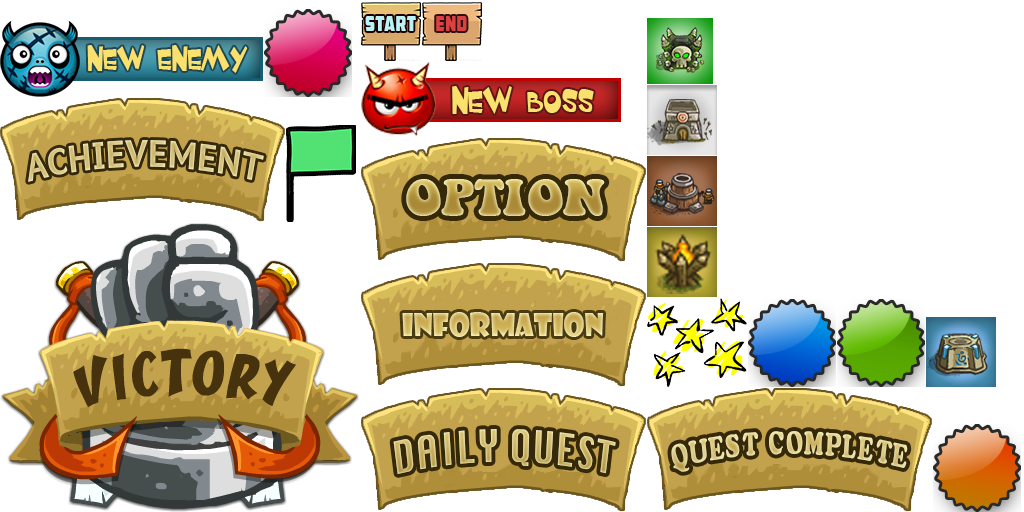 START
END
NEW ENEMY
NEW BOSS
ACHIEVEMENT
OPTION
INFORMATION
VICTORY
DAILY QUEST
QUEST COMPLETE